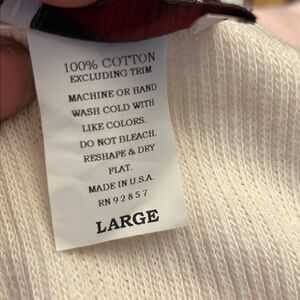 100% COTTON
EXCLUDING TRIM
MACHINE OR HAND
WASH COLD WITH
LIKE COLORS.
DO NOT BLEACH.
RESHAPE & DRY
FLAT.
MADE IN U.S.A.
RN 92857
LARGE